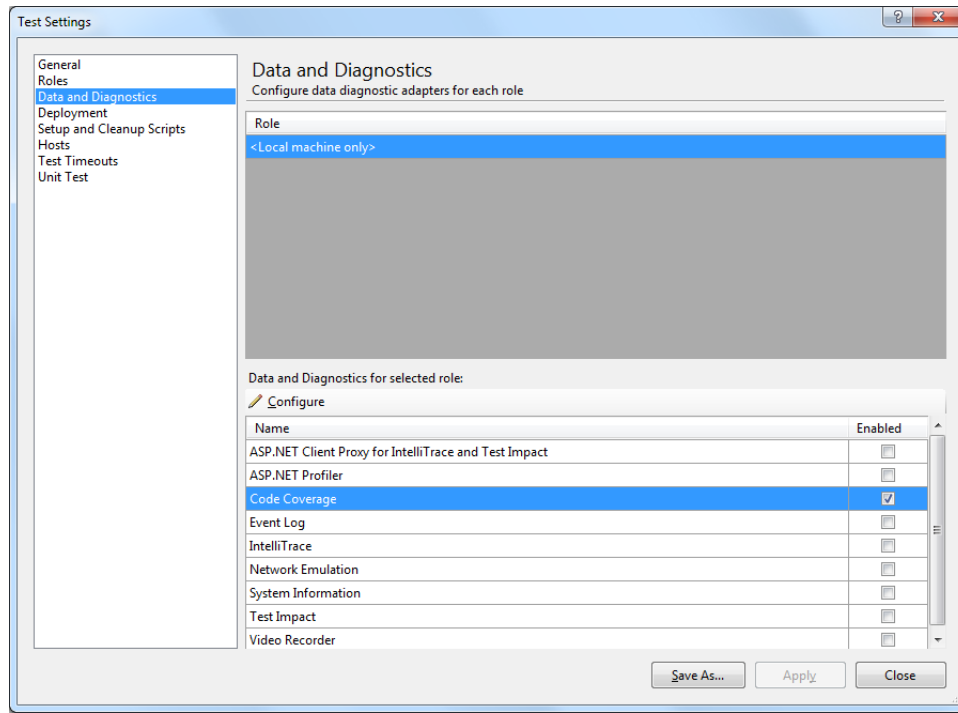 Test Settings
General
Roles
Data and Diagnostics
Deployment
Setup and Cleanup Scripts
Hosts
Test Timeouts
Unit Test
Data and Diagnostics
Configure data diagnostic adapters for each role
Role
<Local machine only>
Data and Diagnostics for selected role:
Configure
Name Enabled
ASP.NET Client Proxy for IntelliTrace and Test Impact
ASP.NET Profiler
Code Coverage
Event Log
IntelliTrace
Network Emulation
System Information
Test Impact
Video Recorder
Save As... Apply Close